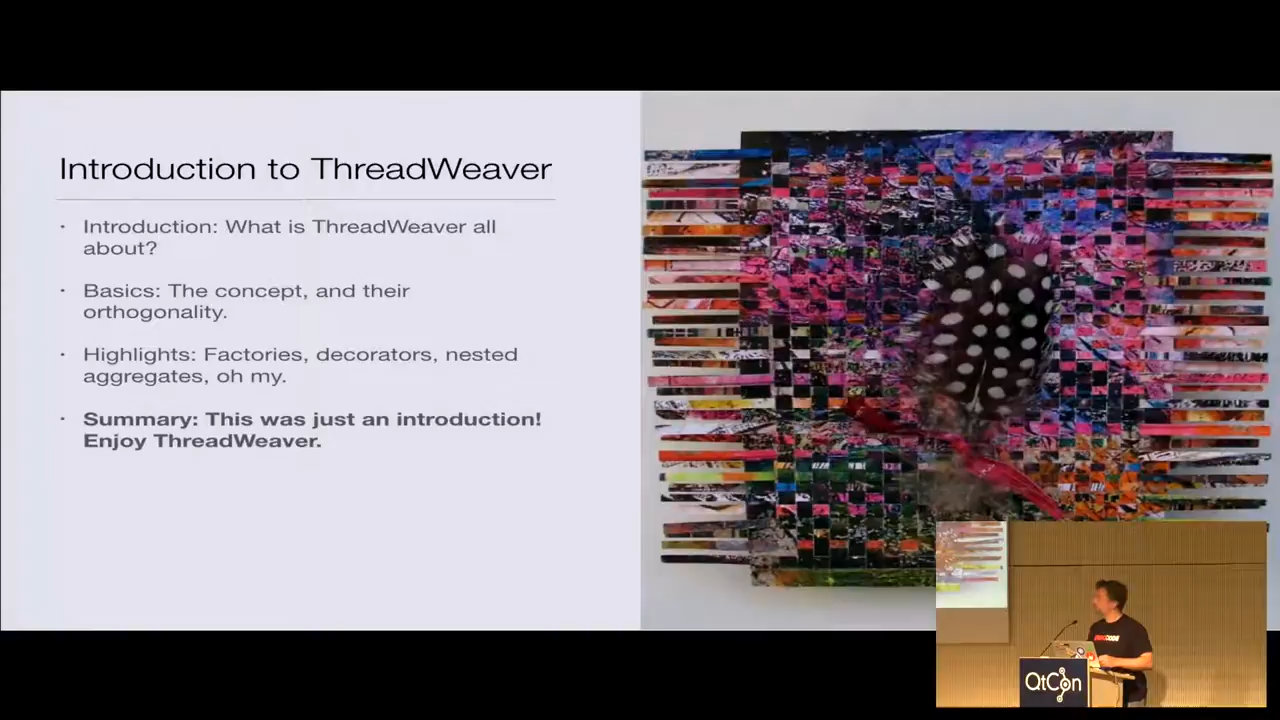 Introduction to ThreadWeaver
· Introduction: What is ThreadWeaver all
about?
· Basics: The concept, and their
orthogonality.
· Highlights: Factories, decorators, nested
aggregates, oh my.
· Summary: This was just an introduction!
Enjoy ThreadWeaver.
QtCon